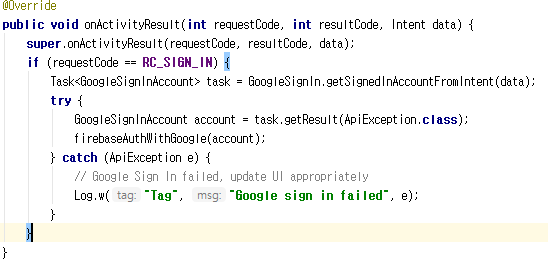 @Override
public void onActivityResult(int requestCode, int resultCode, Intent data) {
    super.onActivityResult(requestCode, resultCode, data);
    if (requestCode == RC_SIGN_IN) {
        Task<GoogleSignInAccount> task = GoogleSignIn.getSignedInAccountFromIntent(data);
        try {
            GoogleSignInAccount account = task.getResult(ApiException.class);
            firebaseAuthWithGoogle(account);
        } catch (ApiException e) {
            // Google Sign In failed, update UI appropriately
            Log.w( tag: "Tag", msg: "Google sign in failed", e);
        }
    }
}